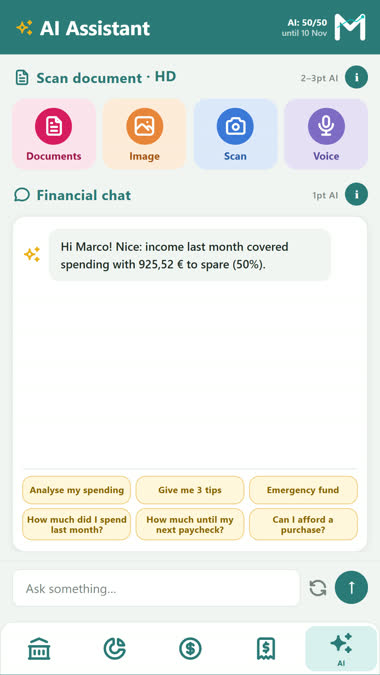 AI Assistant
AI: 50/50
until 10 Nov
Scan document · HD
2–3pt AI
i
Documents
Image
Scan
Voice
Financial chat
1pt AI
i
Hi Marco! Nice: income last month covered
spending with 925,52 € to spare (50%).
Analyse my spending
Give me 3 tips
Emergency fund
How much did I spend
last month?
How much until my
next paycheck?
Can I afford a
purchase?
Ask something...
AI